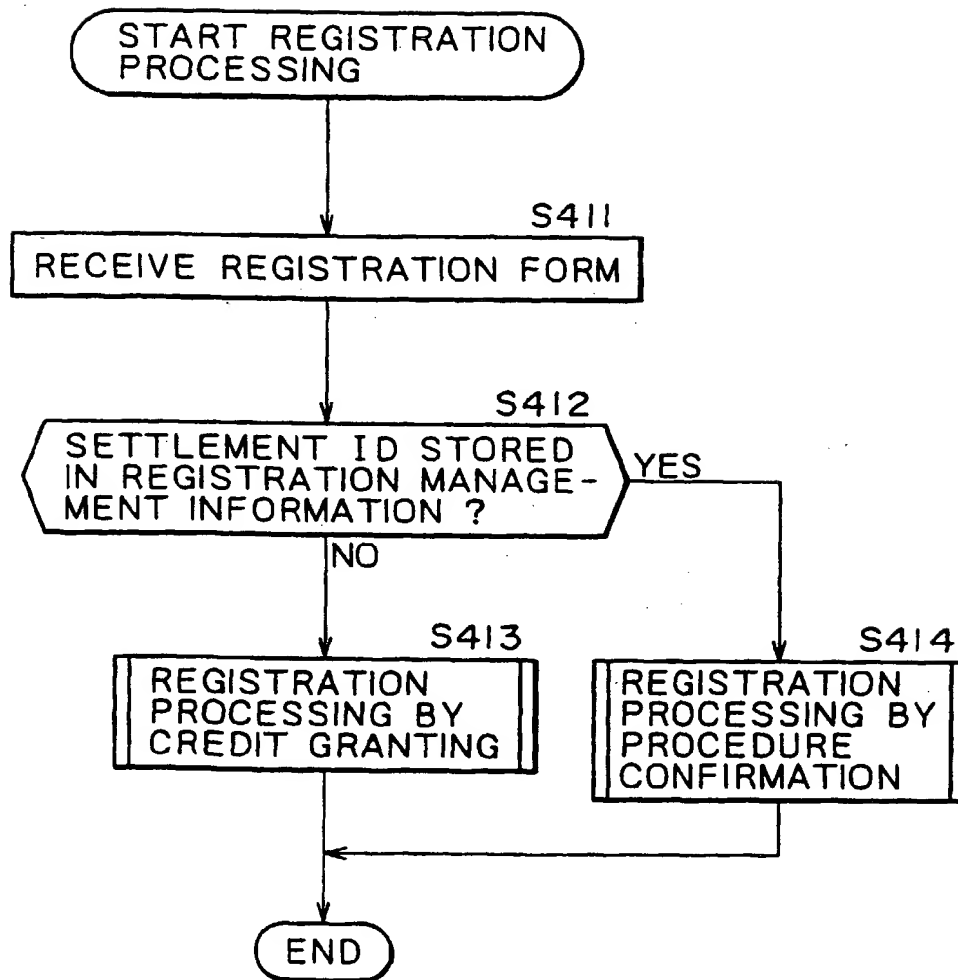 START REGISTRATION
PROCESSING
S411
RECEIVE REGISTRATION FORM
S412
SETTLEMENT ID STORED
IN REGISTRATION MANAGE-
MENT INFORMATION ?
YES
NO
S413
REGISTRATION
PROCESSING BY
CREDIT GRANTING
S414
REGISTRATION
PROCESSING BY
PROCEDURE
CONFIRMATION
END